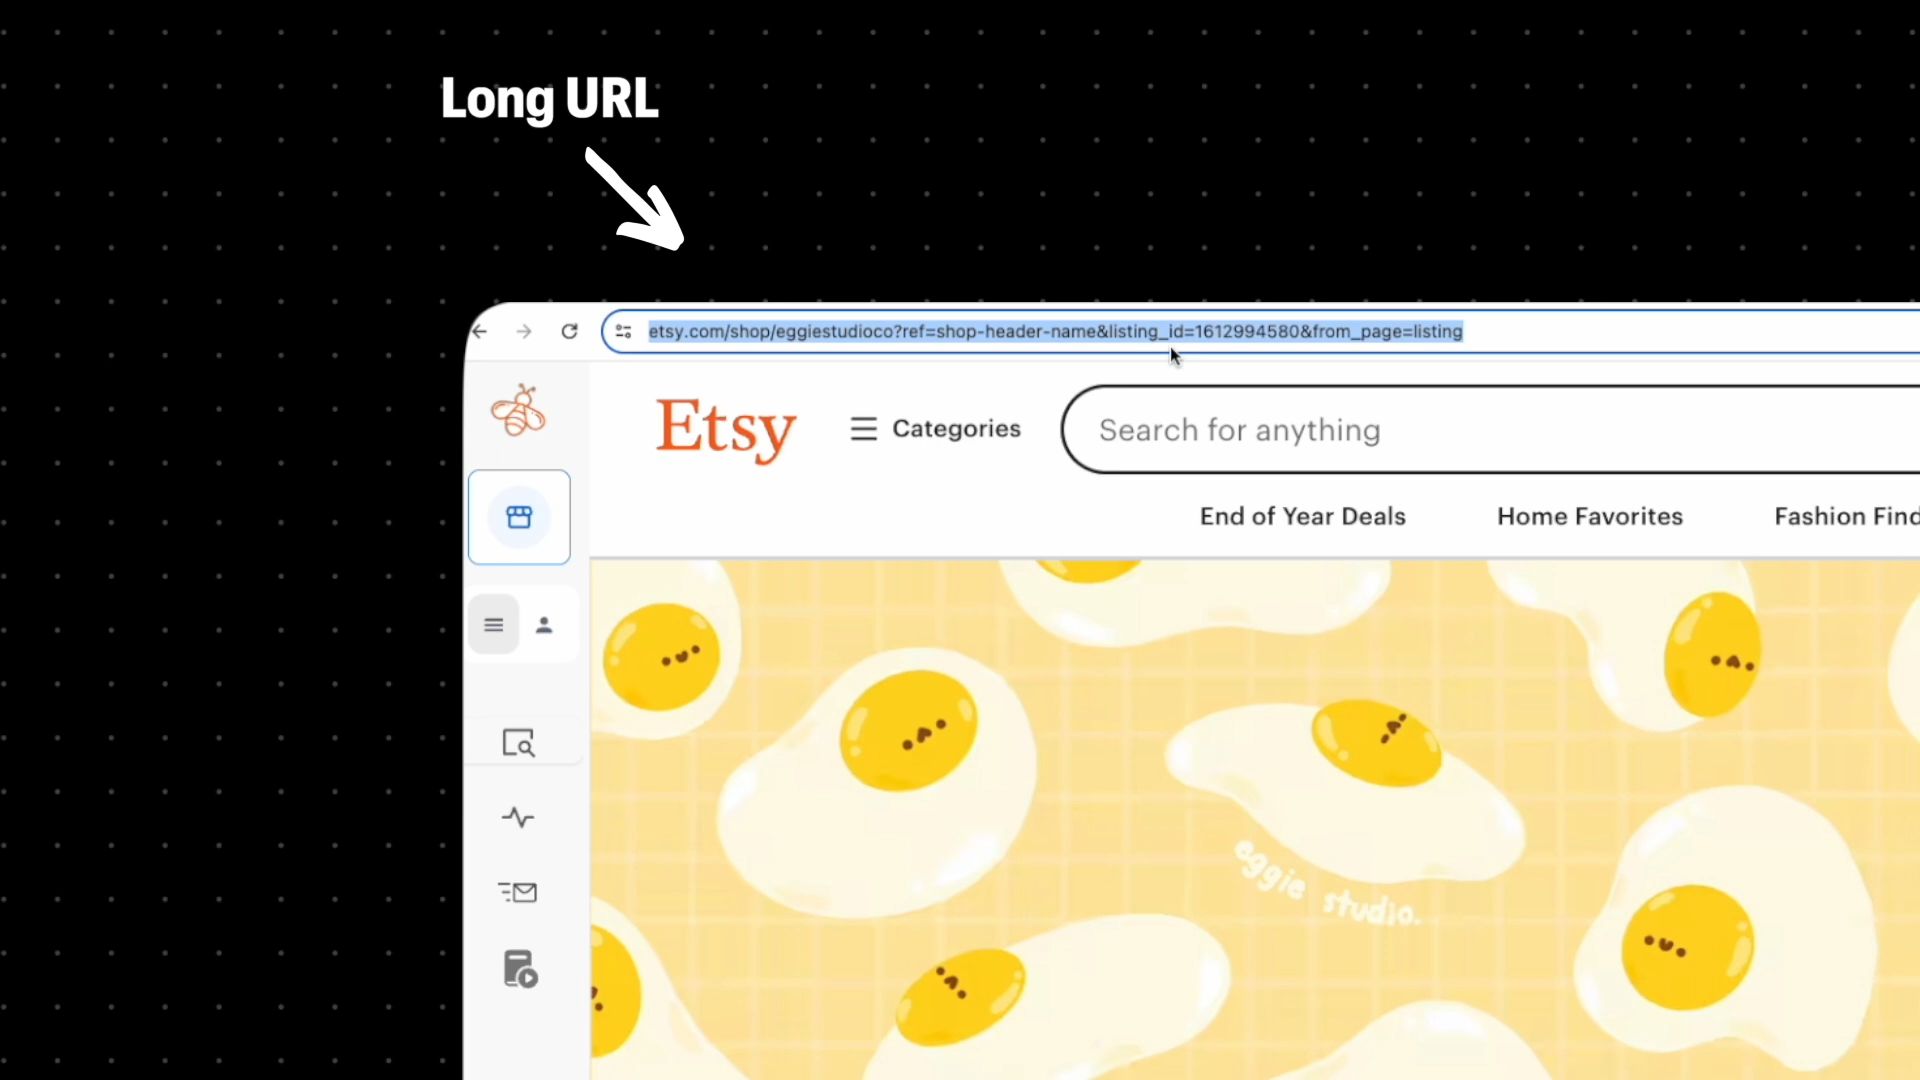 Long URL
etsy.com/shop/eggiestudioco?ref=shop-header-name&listing_id=1612994580&from_page=listing
Etsy
Categories
Search for anything
End of Year Deals
Home Favorites
Fashion Find
eggie studio.